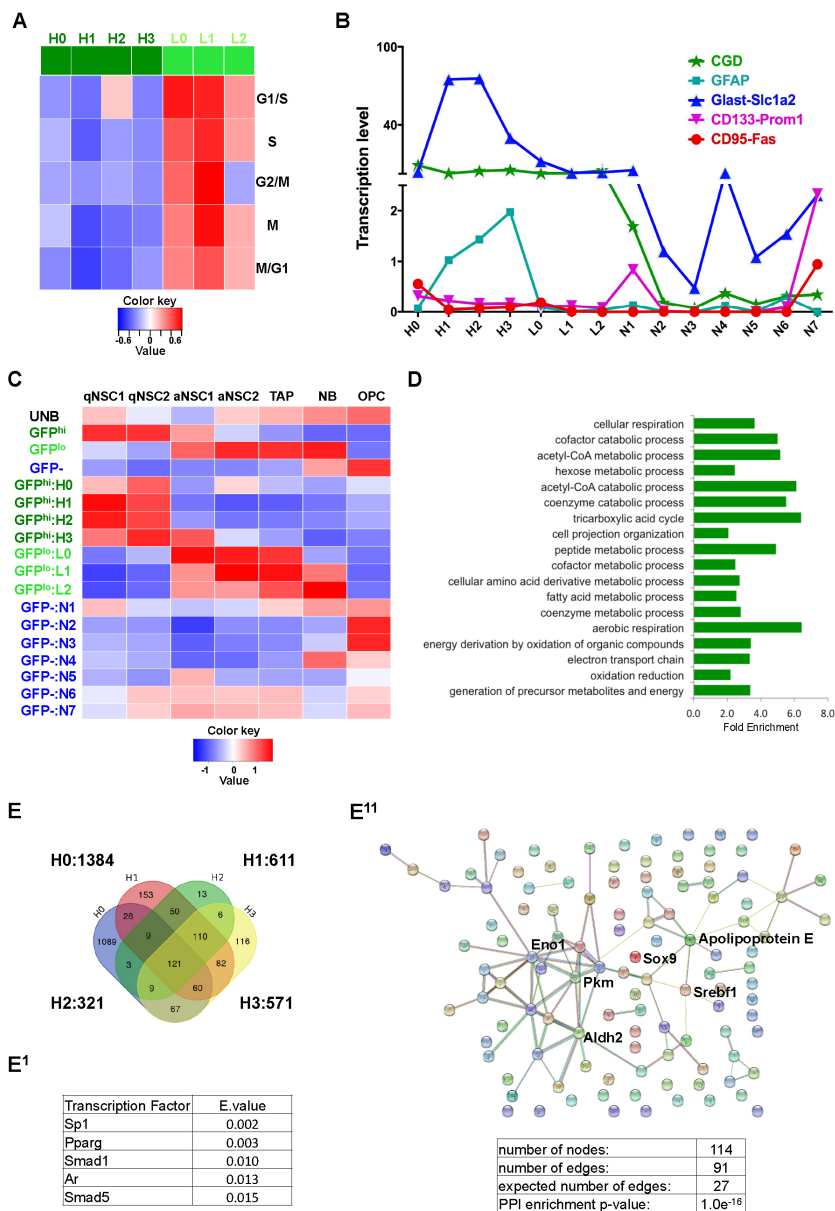 A
H0 H1 H2 H3 L0 L1 L2
G1/S
S
G2/M
M
M/G1
Color key
-0.6 0 0.6
Value
B
100
40
2
1
0
Transcription level
CGD
GFAP
Glast-Slc1a2
CD133-Prom1
CD95-Fas
H0 H1 H2 H3 L0 L1 L2 N1 N2 N3 N4 N5 N6 N7
C
qNSC1 qNSC2 aNSC1 aNSC2 TAP NB OPC
UNB
GFPhi
GFPlo
GFP-
GFPhi:H0
GFPhi:H1
GFPhi:H2
GFPhi:H3
GFPlo:L0
GFPlo:L1
GFPlo:L2
GFP-:N1
GFP-:N2
GFP-:N3
GFP-:N4
GFP-:N5
GFP-:N6
GFP-:N7
Color key
-1 0 1
Value
D
cellular respiration
cofactor catabolic process
acetyl-CoA metabolic process
hexose metabolic process
acetyl-CoA catabolic process
coenzyme catabolic process
tricarboxylic acid cycle
cell projection organization
peptide metabolic process
cofactor metabolic process
cellular amino acid derivative metabolic process
fatty acid metabolic process
coenzyme metabolic process
aerobic respiration
energy derivation by oxidation of organic compounds
electron transport chain
oxidation reduction
generation of precursor metabolites and energy
0.0 2.0 4.0 6.0 8.0
Fold Enrichment
E
H0:1384
H1:611
H2:321
H3:571
H0
H1
H2
H3
153
13
26
50
6
1089
9
110
116
3
121
82
9
60
67
E1
Transcription Factor E.value
Sp1 0.002
Pparg 0.003
Smad1 0.010
Ar 0.013
Smad5 0.015
E11
Eno1
Apolipoprotein E
Sox9
Pkm
Srebf1
Aldh2
number of nodes: 114
number of edges: 91
expected number of edges: 27
PPI enrichment p-value: 1.0e-16